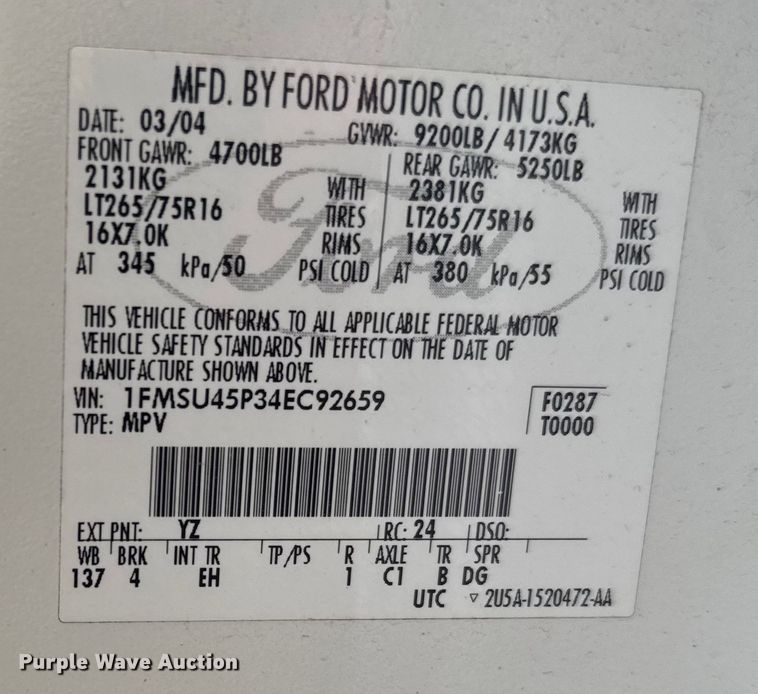 MFD. BY FORD MOTOR CO. IN U.S.A.
DATE: 03/04 GVWR: 9200LB/4173KG
FRONT GAWR: 4700LB REAR GAWR: 5250LB
2131KG WITH 2381KG WITH
LT265/75R16 TIRES LT265/75R16 TIRES
16X7.0K RIMS 16X7.0K RIMS
AT 345 kPa/50 PSI COLD AT 380 kPa/55 PSI COLD
Ford
THIS VEHICLE CONFORMS TO ALL APPLICABLE FEDERAL MOTOR
VEHICLE SAFETY STANDARDS IN EFFECT ON THE DATE OF
MANUFACTURE SHOWN ABOVE.
VIN: 1FMSU45P34EC92659 F0287
TYPE: MPV T0000
EXT PNT: YZ RC: 24 DSO:
WB BRK INT TR TP/PS R AXLE TR SPR
137 4 EH 1 C1 B DG
UTC ▽ 2U5A-1520472-AA
Purple Wave Auction